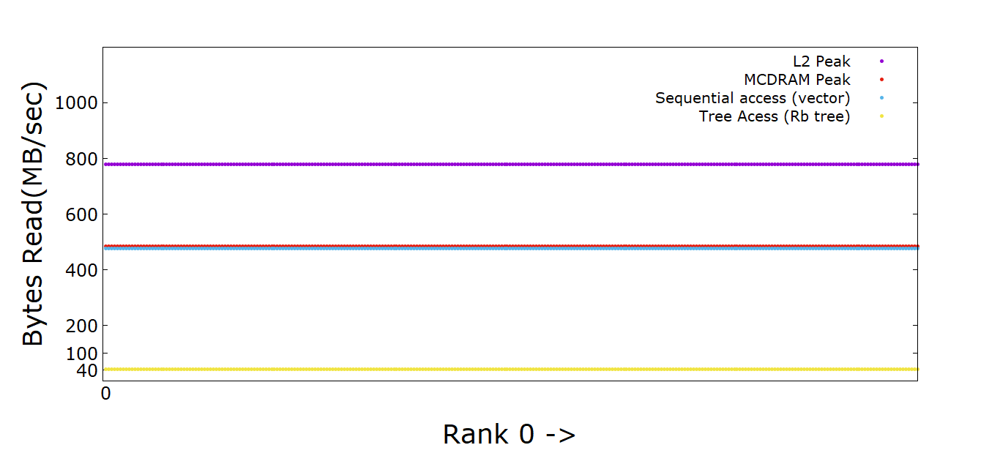 L2 Peak
MCDRAM Peak
Sequential access (vector)
Tree Acess (Rb tree)
Bytes Read(MB/sec)
1000
800
600
400
200
100
40
0
Rank 0 ->